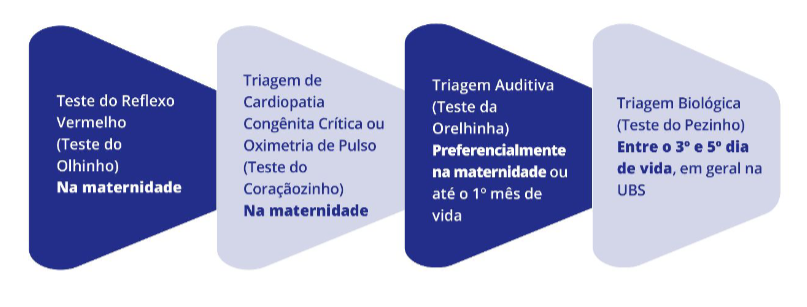 Teste do Reflexo
Vermelho
(Teste do
Olhinho)
Na maternidade
Triagem de
Cardiopatia
Congênita Crítica ou
Oximetria de Pulso
(Teste do
Coraçãozinho)
Na maternidade
Triagem Auditiva
(Teste da
Orelhinha)
Preferencialmente
na maternidade ou
até o 1º mês de
vida
Triagem Biológica
(Teste do Pezinho)
Entre o 3º e 5º dia
de vida, em geral na
UBS